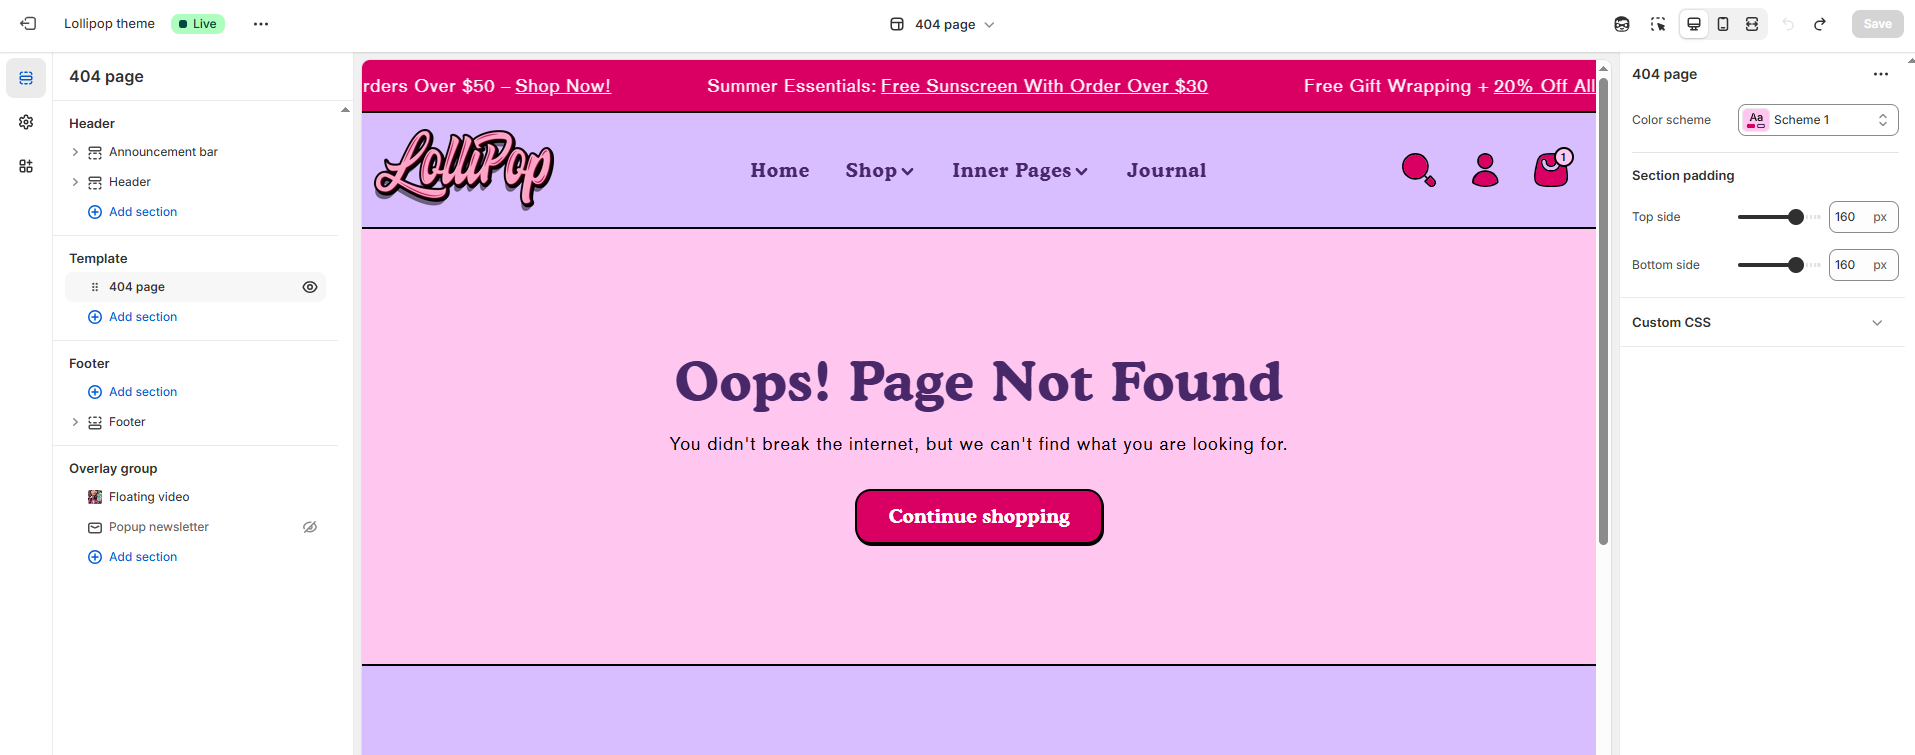 Lollipop theme
Live
404 page
Save
404 page
Header
Announcement bar
Header
Add section
Template
404 page
Add section
Footer
Add section
Footer
Overlay group
Floating video
Popup newsletter
Add section
rders Over $50 – Shop Now!
Summer Essentials: Free Sunscreen With Order Over $30
Free Gift Wrapping + 20% Off All
LolliPop
Home
Shop
Inner Pages
Journal
1
Oops! Page Not Found
You didn't break the internet, but we can't find what you are looking for.
Continue shopping
404 page
Color scheme
Aa
Scheme 1
Section padding
Top side
160 px
Bottom side
160 px
Custom CSS